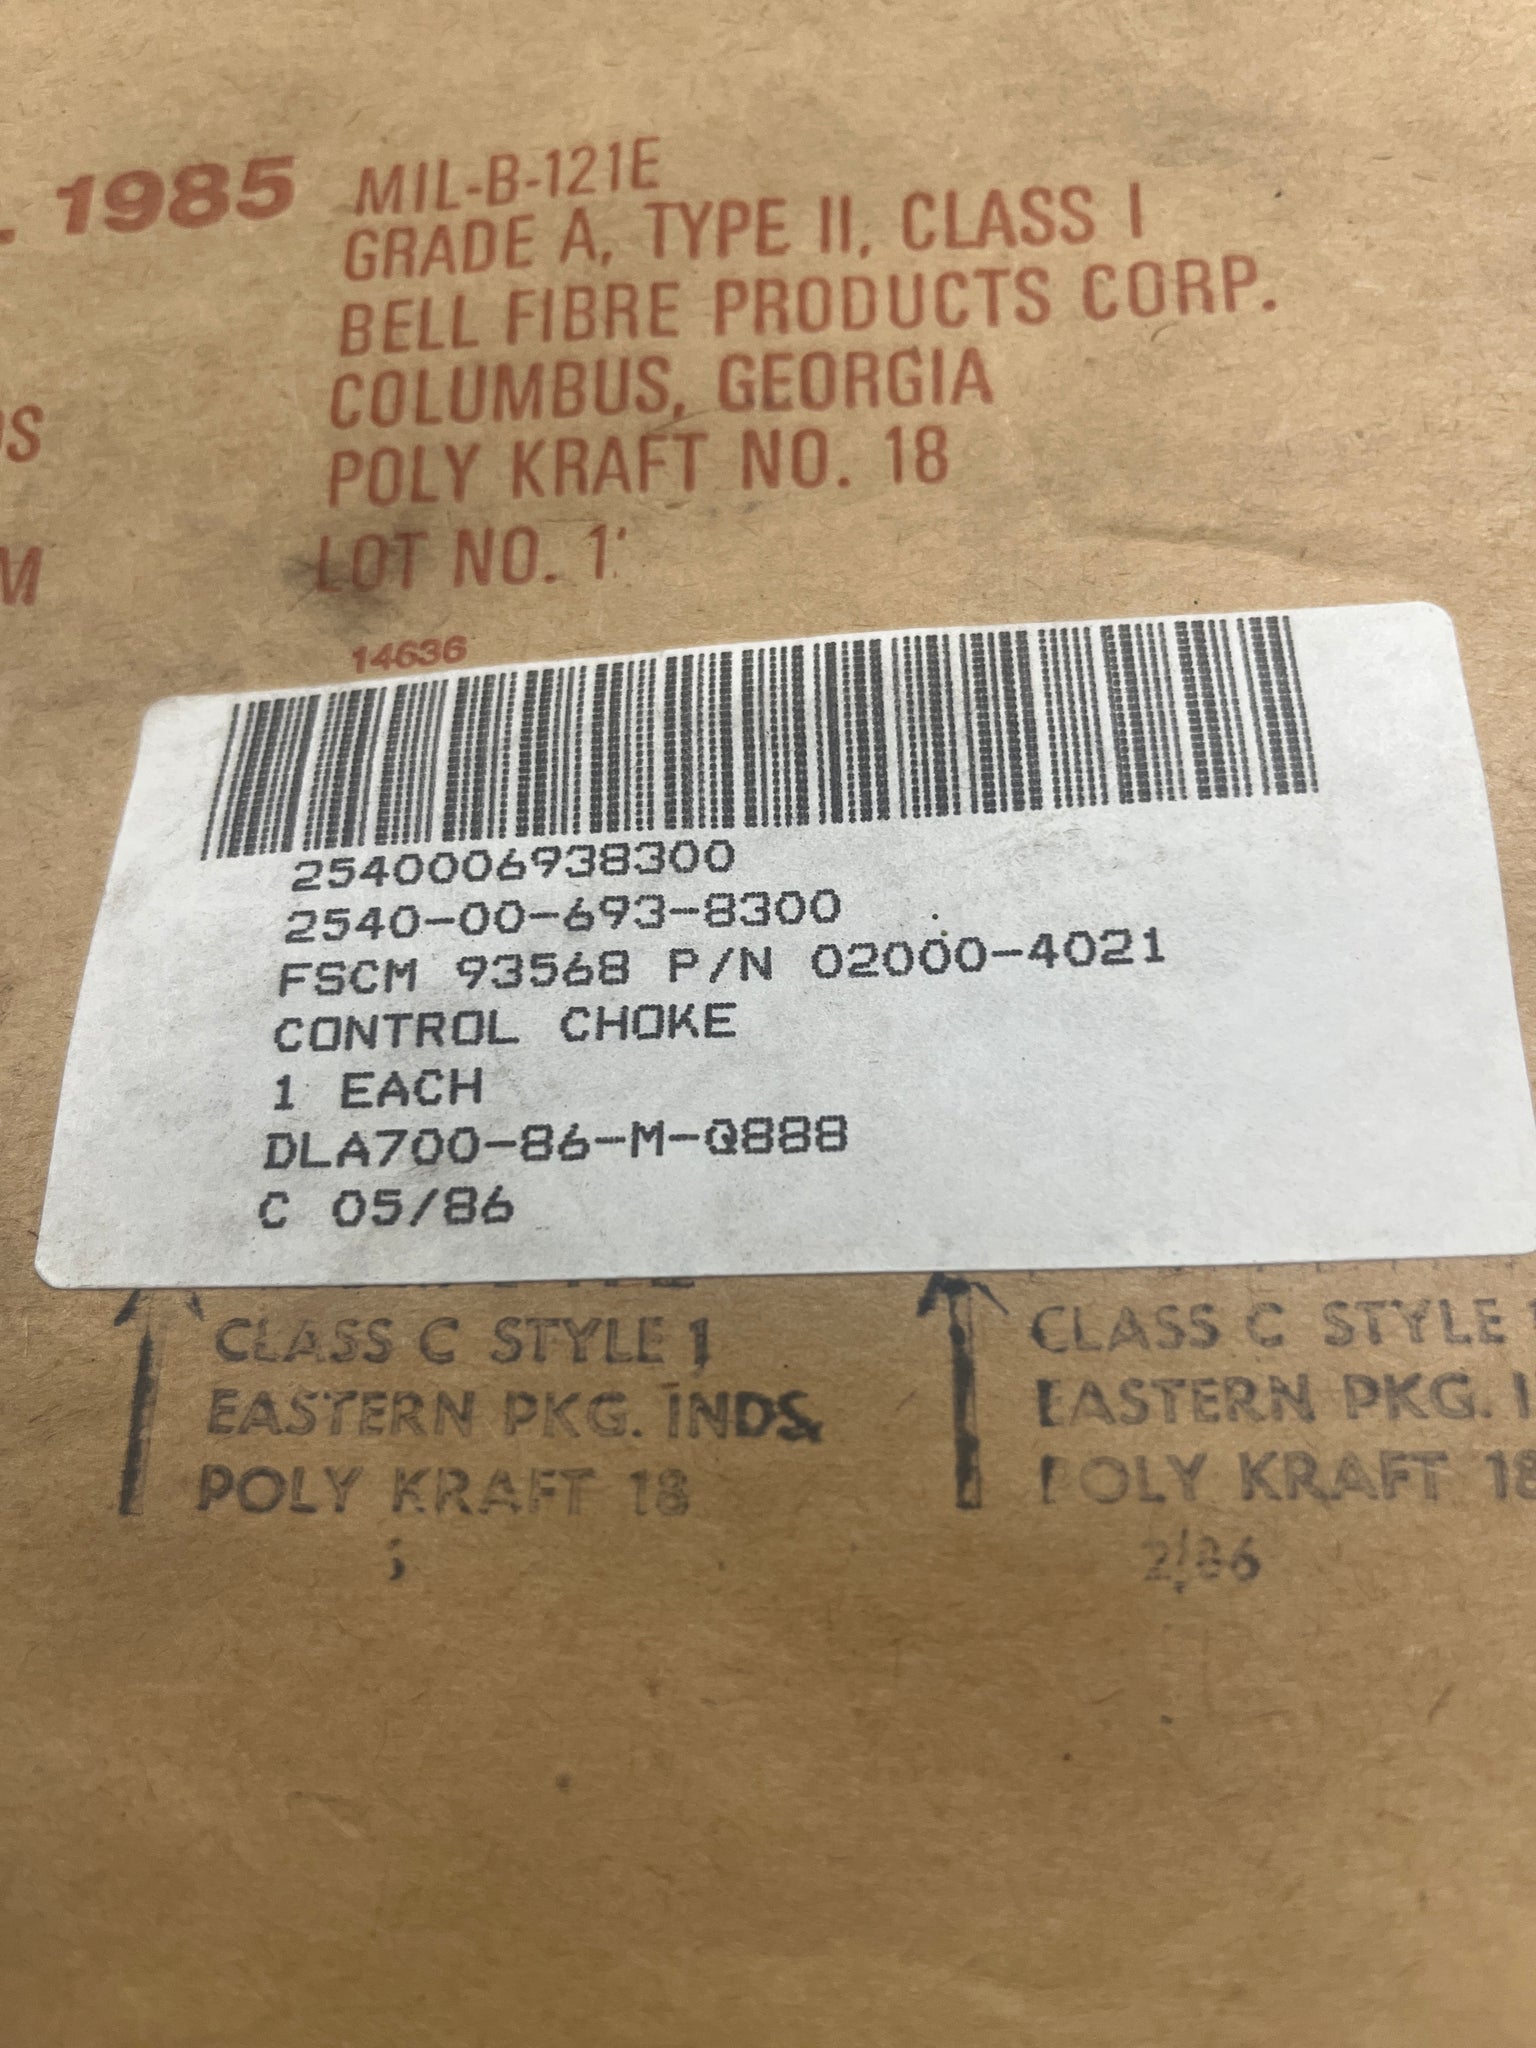 1985
MIL-B-121E
GRADE A, TYPE II, CLASS I
BELL FIBRE PRODUCTS CORP.
COLUMBUS, GEORGIA
POLY KRAFT NO. 18
LOT NO. 1
14636
2540006938300
2540-00-693-8300
FSCM 93568 P/N 02000-4021
CONTROL CHOKE
1 EACH
DLA700-86-M-Q888
C 05/86
CLASS C STYLE 1
EASTERN PKG. INDS
POLY KRAFT 18
CLASS C STYLE
EASTERN PKG. I
POLY KRAFT 18
2/86